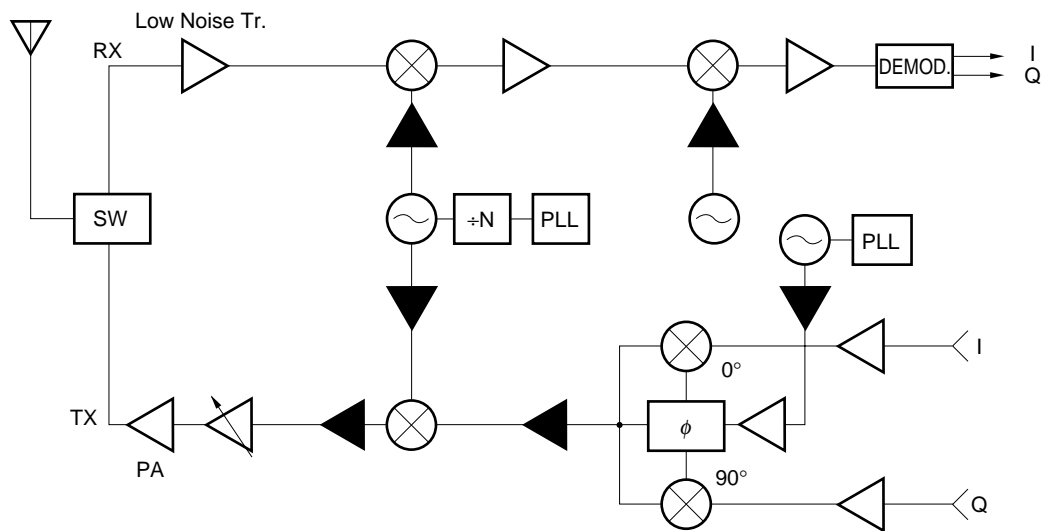 Low Noise Tr.
RX
DEMOD.
I
Q
SW
÷N
PLL
PLL
I
0°
TX
ϕ
PA
90°
Q